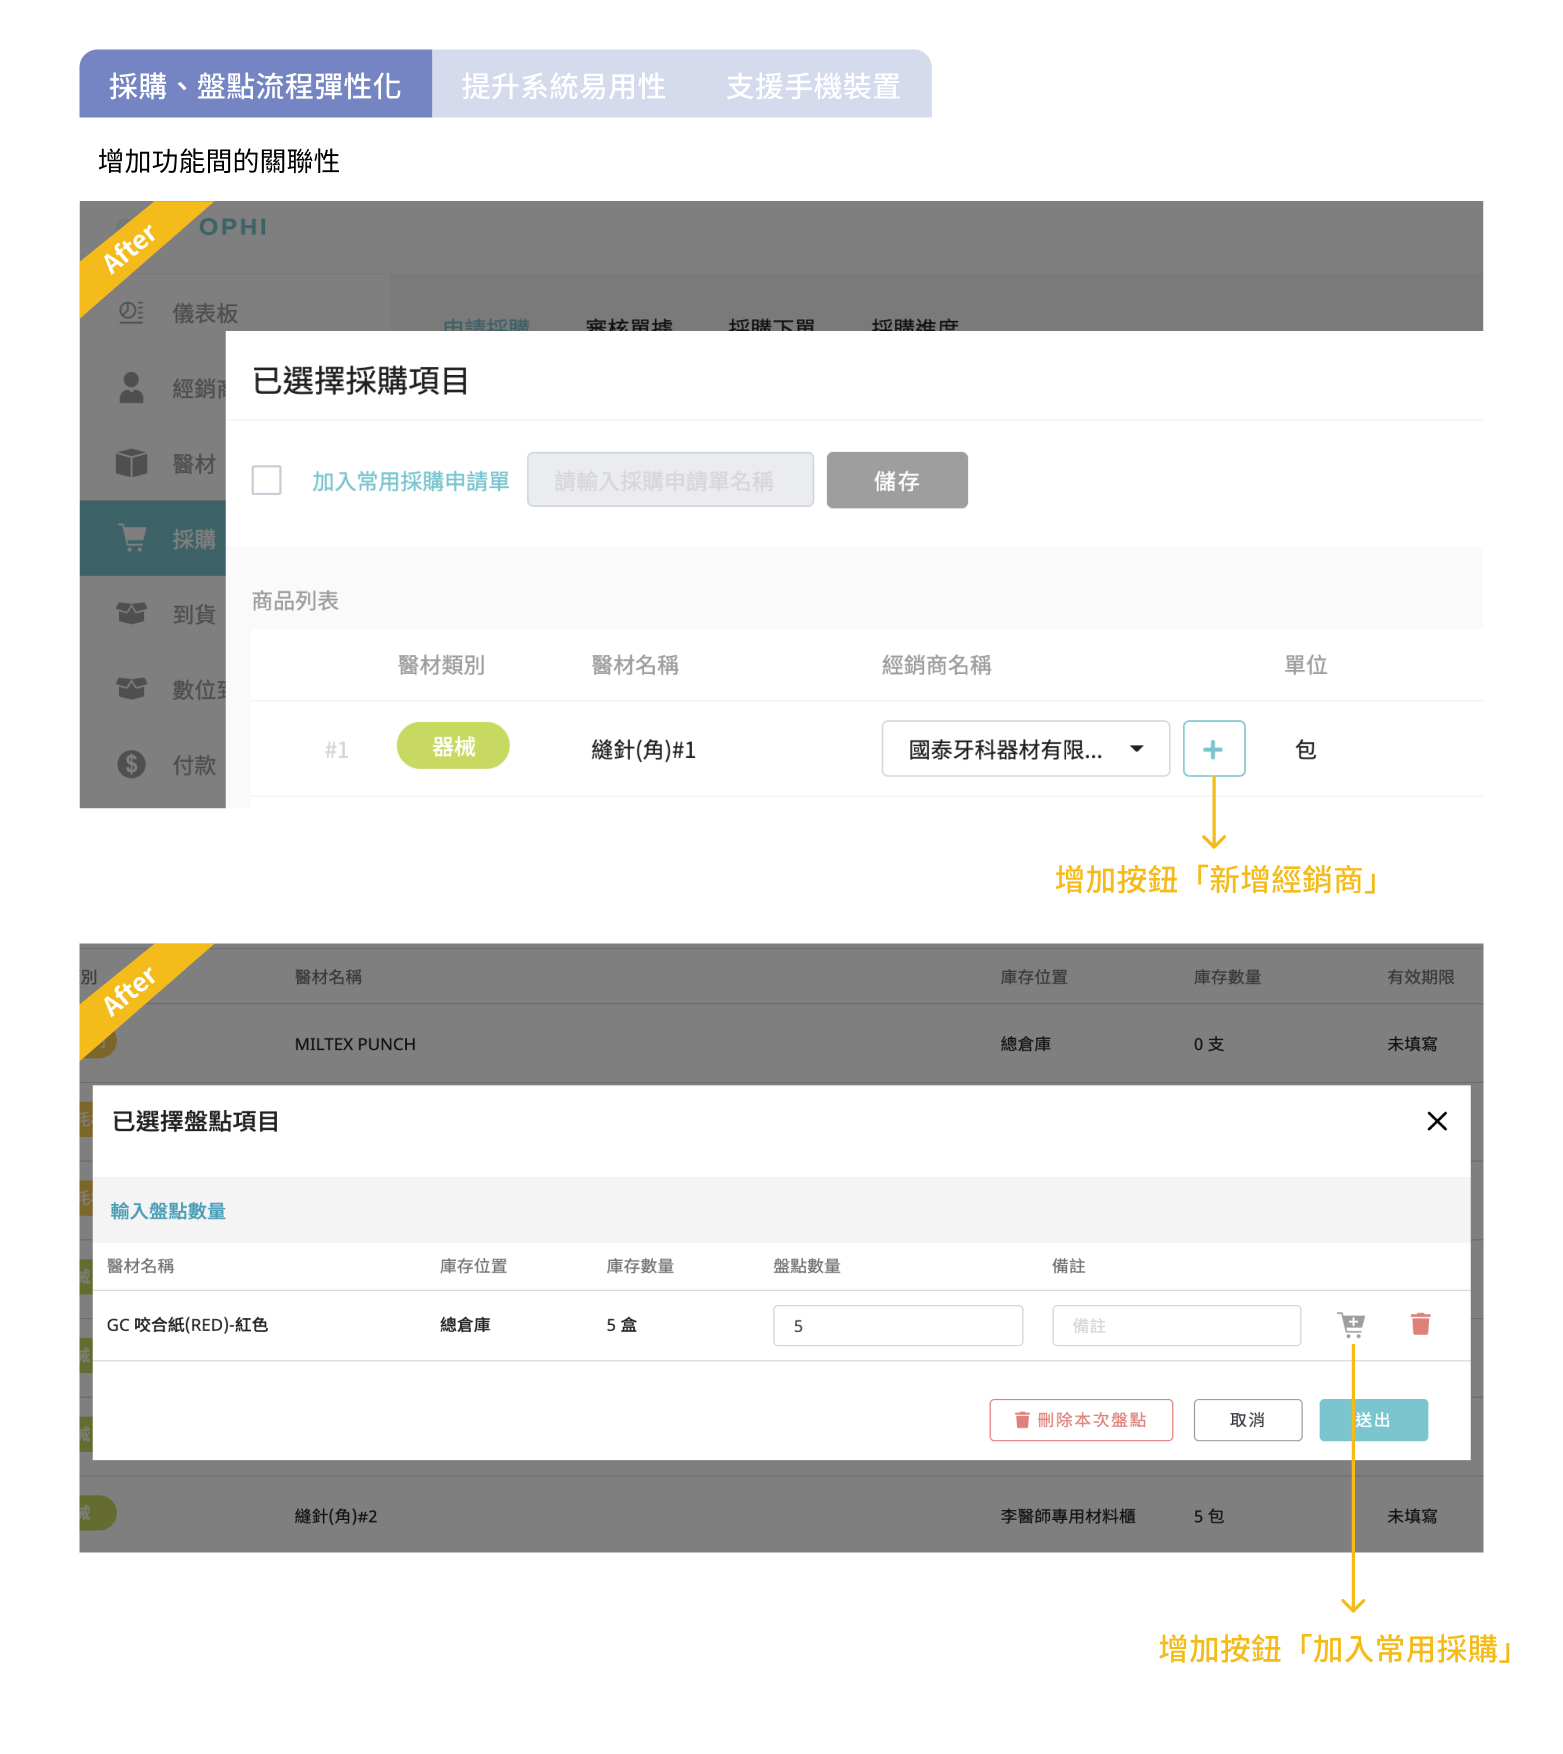 採購、盤點流程彈性化 提升系統易用性 支援手機裝置
增加功能間的關聯性
After
OPHI
儀表板
申請採購 審核單據 採購下單 採購進度
經銷商
醫材
採購
到貨
數位到
付款
已選擇採購項目
加入常用採購申請單 請輸入採購申請單名稱 儲存
商品列表
醫材類別 醫材名稱 經銷商名稱 單位
#1 器械 縫針(角)#1 國泰牙科器材有限... + 包
增加按鈕「新增經銷商」
After
別 醫材名稱 庫存位置 庫存數量 有效期限
MILTEX PUNCH 總倉庫 0 支 未填寫
已選擇盤點項目
輸入盤點數量
醫材名稱 庫存位置 庫存數量 盤點數量 備註
GC 咬合紙(RED)-紅色 總倉庫 5 盒 5 備註
刪除本次盤點 取消 送出
械 縫針(角)#2 李醫師專用材料櫃 5 包 未填寫
增加按鈕「加入常用採購」